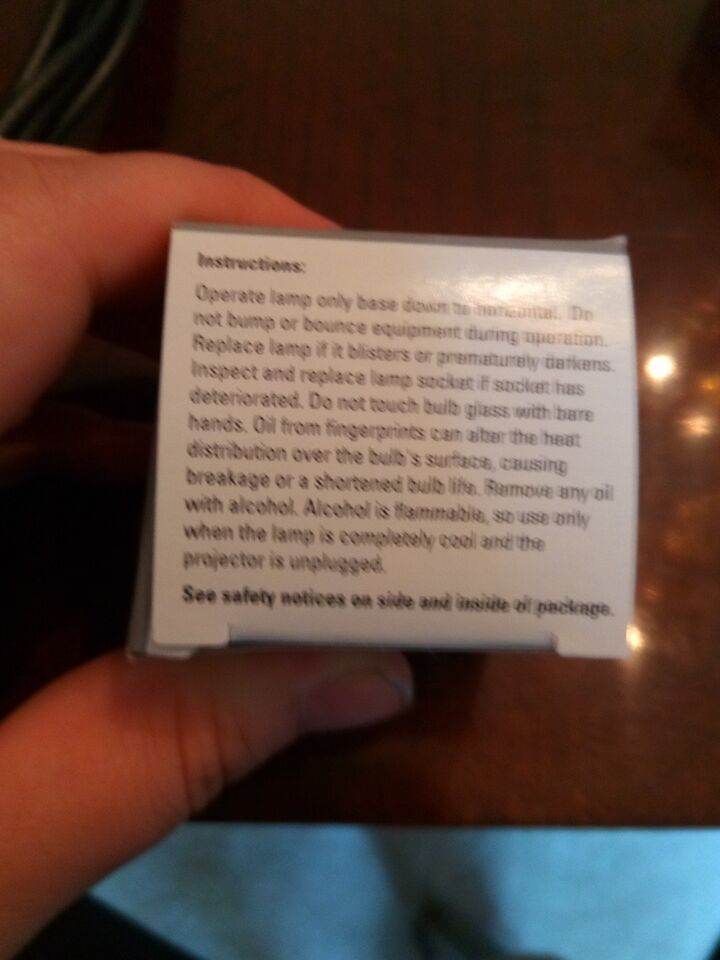 Instructions:
Operate lamp only base down to horizontal. Do
not bump or bounce equipment during operation.
Replace lamp if it blisters or prematurely darkens.
Inspect and replace lamp socket if socket has
deteriorated. Do not touch bulb glass with bare
hands. Oil from fingerprints can alter the heat
distribution over the bulb's surface, causing
breakage or a shortened bulb life. Remove any oil
with alcohol. Alcohol is flammable, so use only
when the lamp is completely cool and the
projector is unplugged.
See safety notices on side and inside of package.